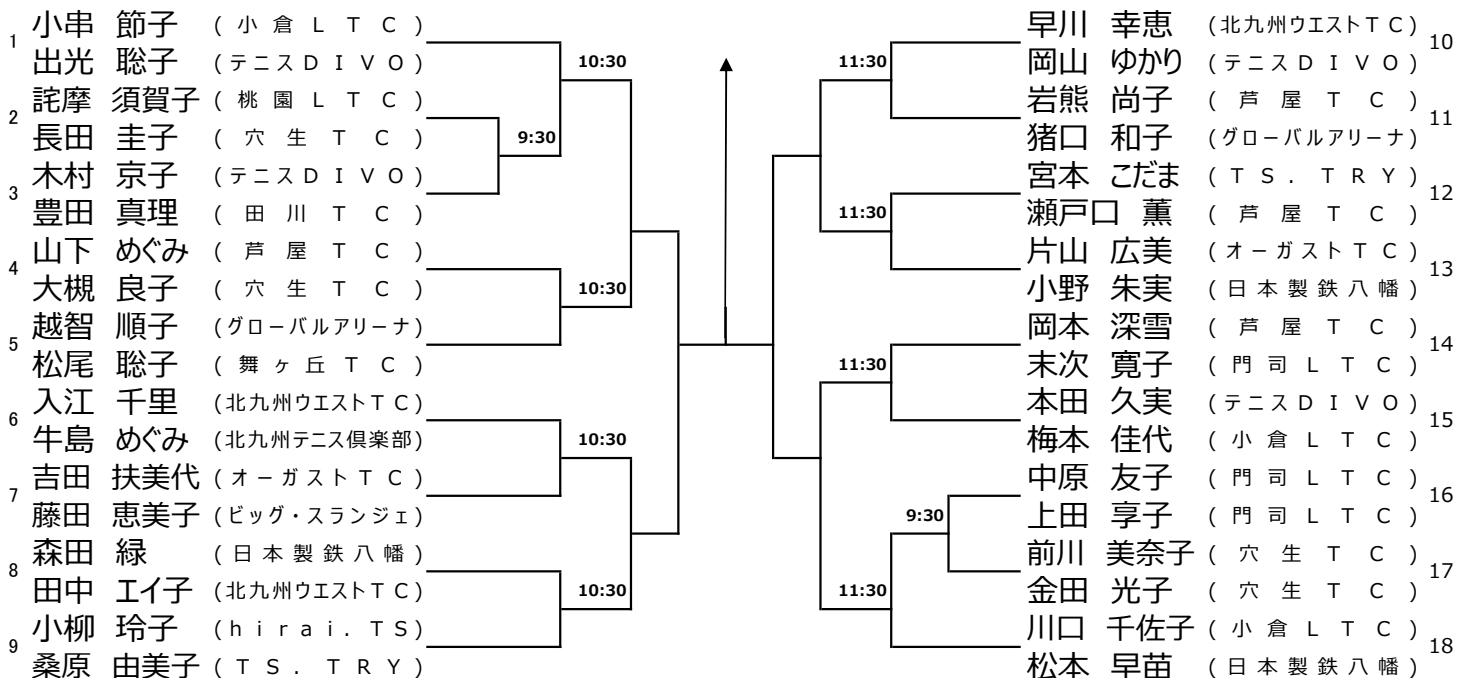 小串 節子 (小倉LTC)
1
出光 聡子 (テニスDIVO)
10:30
詫摩 須賀子 (桃園LTC)
2
長田 圭子 (穴生TC)
9:30
木村 京子 (テニスDIVO)
3
豊田 真理 (田川TC)
山下 めぐみ (芦屋TC)
4
大槻 良子 (穴生TC)
10:30
越智 順子 (グローバルアリーナ)
5
松尾 聡子 (舞ヶ丘TC)
入江 千里 (北九州ウエストTC)
6
牛島 めぐみ (北九州テニス倶楽部)
10:30
吉田 扶美代 (オーガストTC)
7
藤田 恵美子 (ビッグ・スランジェ)
森田 緑 (日本製鉄八幡)
8
田中 エイ子 (北九州ウエストTC)
10:30
小柳 玲子 (hirai.TS)
9
桑原 由美子 (TS.TRY)
早川 幸恵 (北九州ウエストTC)
10
11:30
岡山 ゆかり (テニスDIVO)
岩熊 尚子 (芦屋TC)
11
猪口 和子 (グローバルアリーナ)
宮本 こだま (TS.TRY)
12
11:30
瀬戸口 薫 (芦屋TC)
片山 広美 (オーガストTC)
13
小野 朱実 (日本製鉄八幡)
岡本 深雪 (芦屋TC)
14
11:30
末次 寛子 (門司LTC)
本田 久実 (テニスDIVO)
15
梅本 佳代 (小倉LTC)
中原 友子 (門司LTC)
16
9:30
上田 享子 (門司LTC)
前川 美奈子 (穴生TC)
17
11:30
金田 光子 (穴生TC)
川口 千佐子 (小倉LTC)
18
松本 早苗 (日本製鉄八幡)